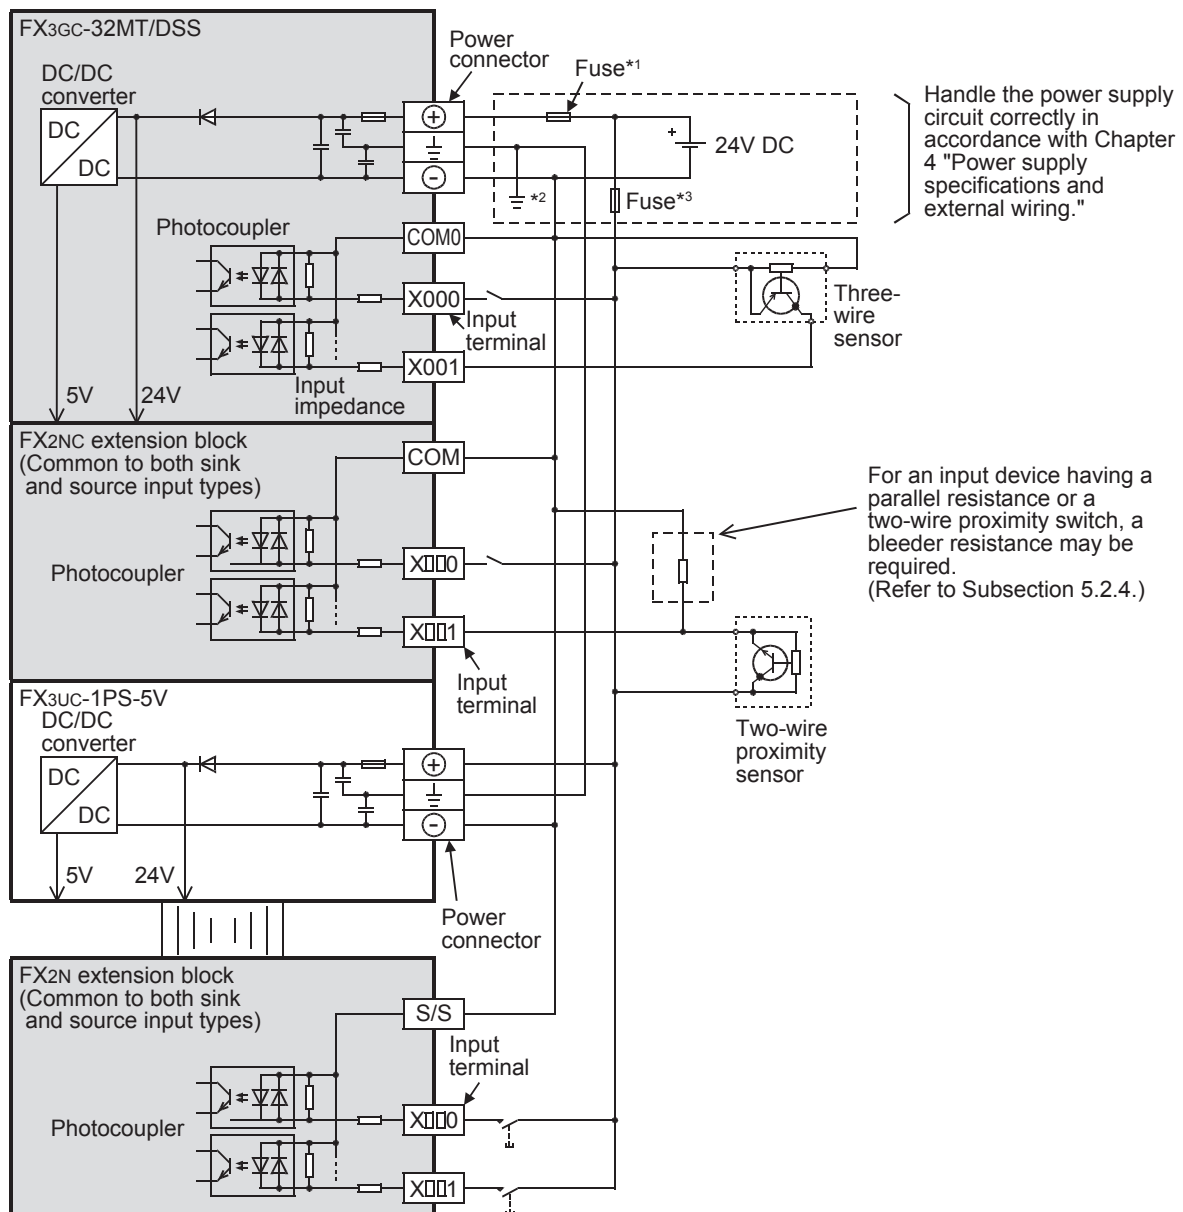 FX3GC-32MT/DSS
DC/DC
converter
DC
DC
Power
connector
Fuse*1
+
24V DC
Handle the power supply
circuit correctly in
accordance with Chapter
4 "Power supply
specifications and
external wiring."
*2
Fuse*3
Photocoupler
COM0
X000
Input
terminal
X001
Input
impedance
Three-
wire
sensor
5V
24V
FX2NC extension block
(Common to both sink
and source input types)
COM
Photocoupler
X□□0
X□□1
Input
terminal
For an input device having a
parallel resistance or a
two-wire proximity switch, a
bleeder resistance may be
required.
(Refer to Subsection 5.2.4.)
Two-wire
proximity
sensor
FX3UC-1PS-5V
DC/DC
converter
DC
DC
5V
24V
Power
connector
FX2N extension block
(Common to both sink
and source input types)
S/S
Input
terminal
Photocoupler
X□□0
X□□1